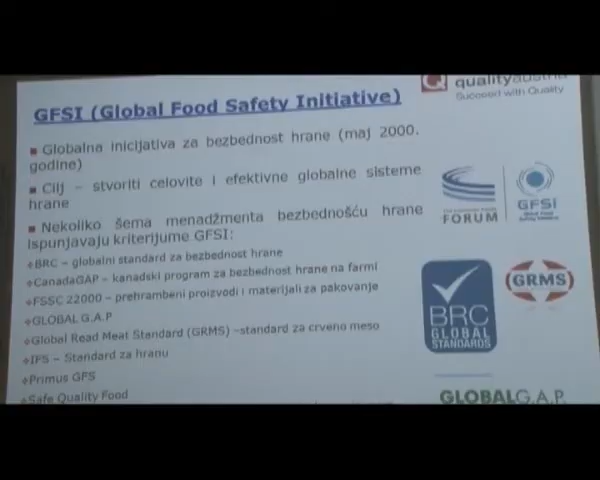 GFSI (Global Food Safety Initiative)
qualityaustria
Succeed with Quality
▪ Globalna inicijativa za bezbednost hrane (maj 2000.
godine)
▪ Cilj – stvoriti celovite i efektivne globalne sisteme
hrane
▪ Nekoliko šema menadžmenta bezbednošću hrane
ispunjavaju kriterijume GFSI:
❖BRC – globalni standard za bezbednost hrane
❖CanadaGAP – kanadski program za bezbednost hrane na farmi
❖FSSC 22000 – prehrambeni proizvodi i materijali za pakovanje
❖GLOBAL G.A.P
❖Global Read Meat Standard (GRMS) –standard za crveno meso
❖IFS – Standard za hranu
❖Primus GFS
❖Safe Quality Food
FORUM
GFSI
Global Food
Safety Initiative
BRC
GLOBAL
STANDARDS
GRMS
GLOBALG.A.P.